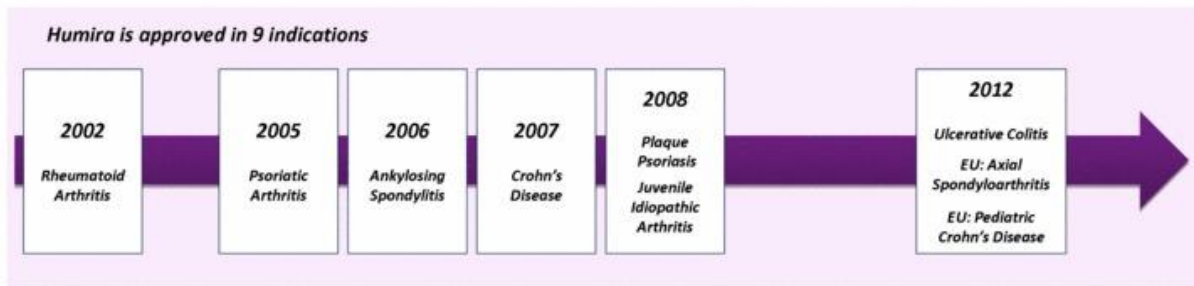 Humira is approved in 9 indications
2002
Rheumatoid
Arthritis
2005
Psoriatic
Arthritis
2006
Ankylosing
Spondylitis
2007
Crohn's
Disease
2008
Plaque
Psoriasis
Juvenile
Idiopathic
Arthritis
2012
Ulcerative Colitis
EU: Axial
Spondyloarthritis
EU: Pediatric
Crohn's Disease